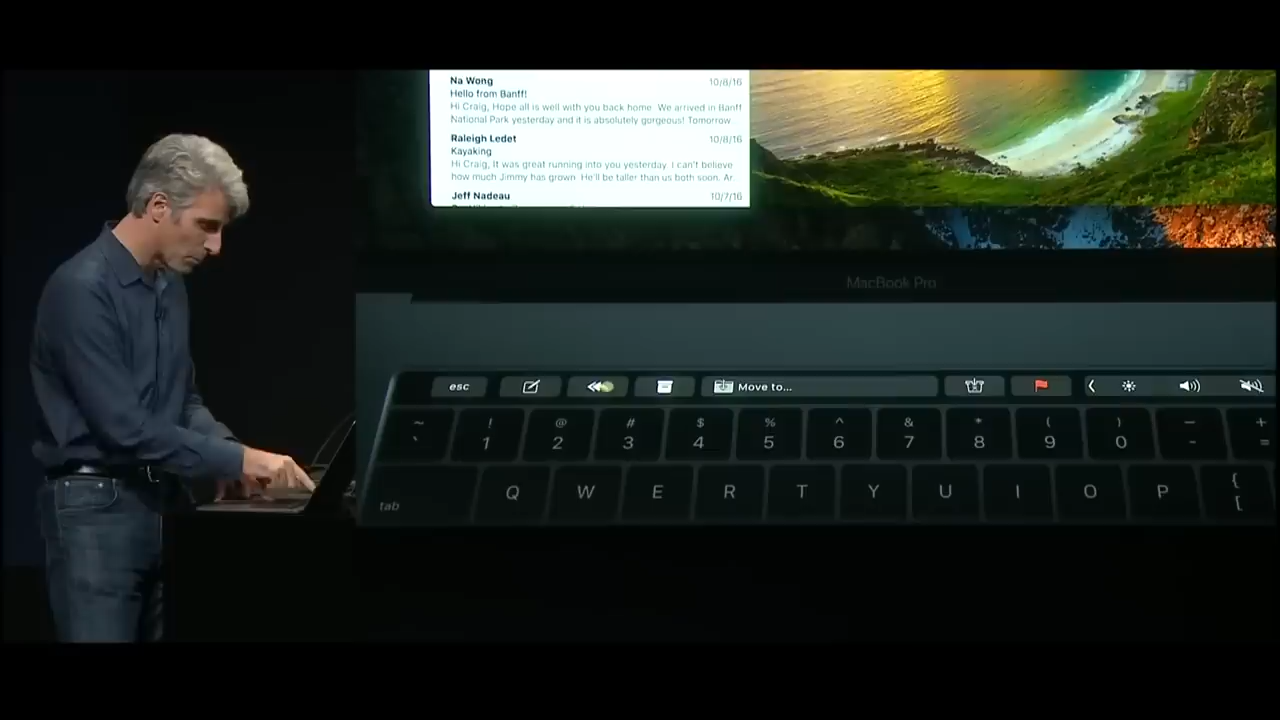 Na Wong 10/8/16
Hello from Banff!
Hi Craig, Hope all is well with you back home. We arrived in Banff
National Park yesterday and it is absolutely gorgeous! Tomorrow
Raleigh Ledet 10/8/16
Kayaking
Hi Craig, It was great running into you yesterday. I can't believe
how much Jimmy has grown. He'll be taller than us both soon. Ar..
Jeff Nadeau 10/7/16
MacBook Pro
esc Move to...
~ ! @ # $ % ^ & * ( ) – +
` 1 2 3 4 5 6 7 8 9 0 - =
tab Q W E R T Y U I O P { [